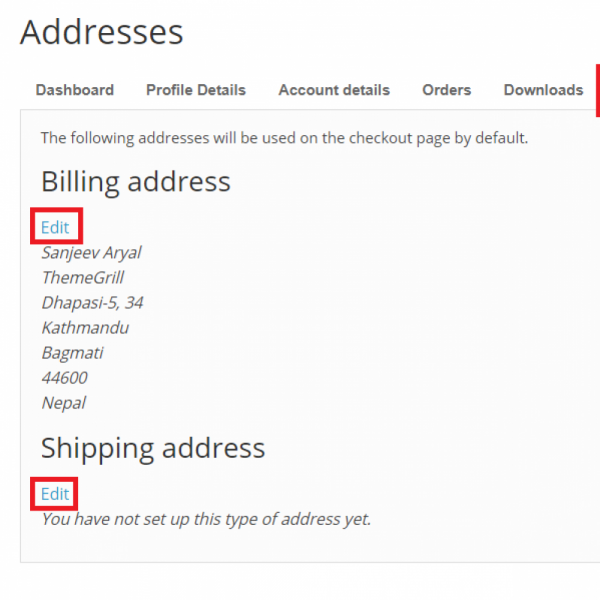 Addresses
Dashboard Profile Details Account details Orders Downloads
The following addresses will be used on the checkout page by default.
Billing address
Edit
Sanjeev Aryal
ThemeGrill
Dhapasi-5, 34
Kathmandu
Bagmati
44600
Nepal
Shipping address
Edit
You have not set up this type of address yet.